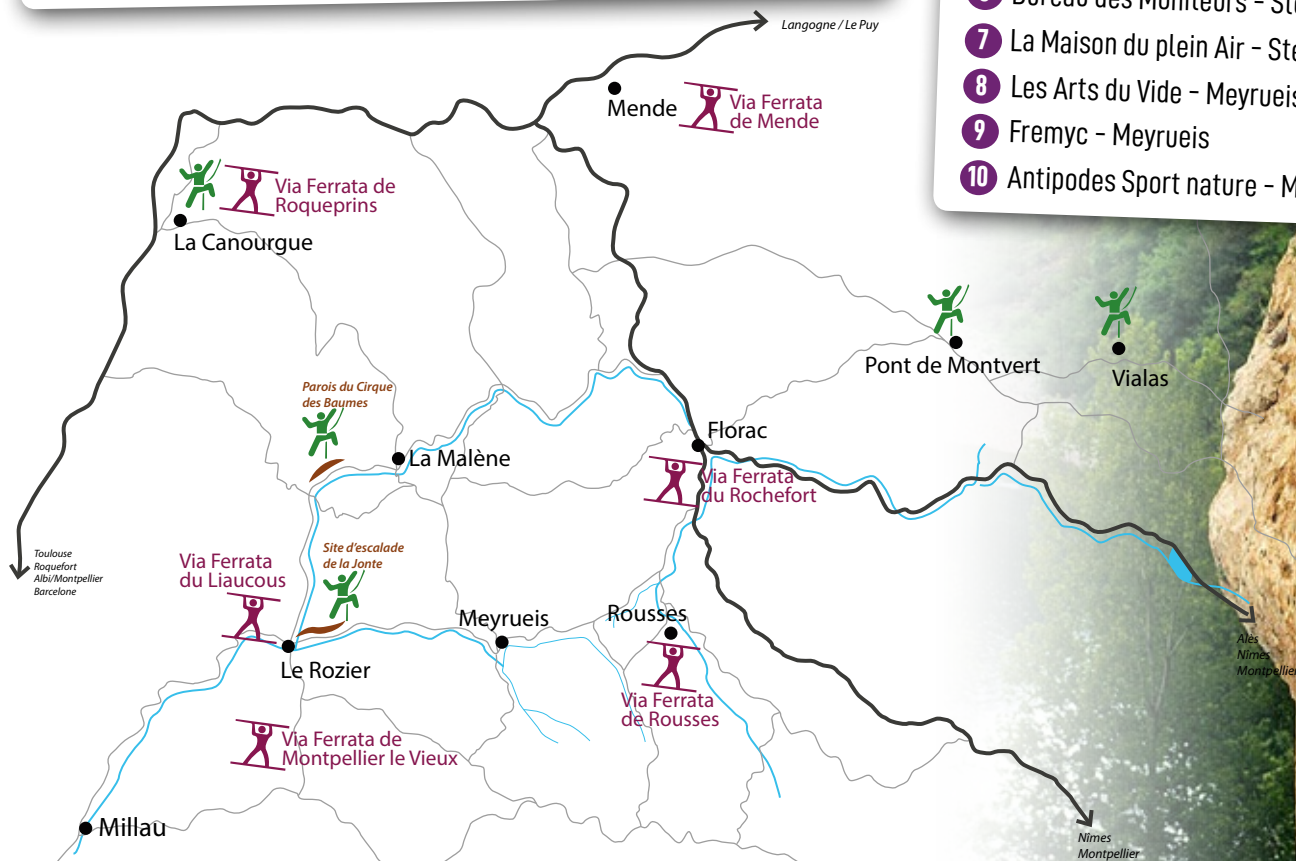 Bureau des Moniteurs -
7 La Maison du plein Air -
8 Les Arts du Vide - Meyrueis
9 Fremyc - Meyrueis
10 Antipodes Sport nature -
Langogne / Le Puy
Mende
Via Ferrata
de Mende
Via Ferrata de
Roqueprins
La Canourgue
Pont de Montvert
Vialas
Parois du Cirque
des Baumes
La Malène
Florac
Via Ferrata
du Rochefort
Toulouse
Roquefort
Albi/Montpellier
Barcelone
Via Ferrata
du Liaucous
Site d'escalade
de la Jonte
Meyrueis
Rousses
Le Rozier
Via Ferrata
de Rousses
Alès
Nîmes
Montpellier
Via Ferrata de
Montpellier le Vieux
Millau
Nîmes
Montpellier